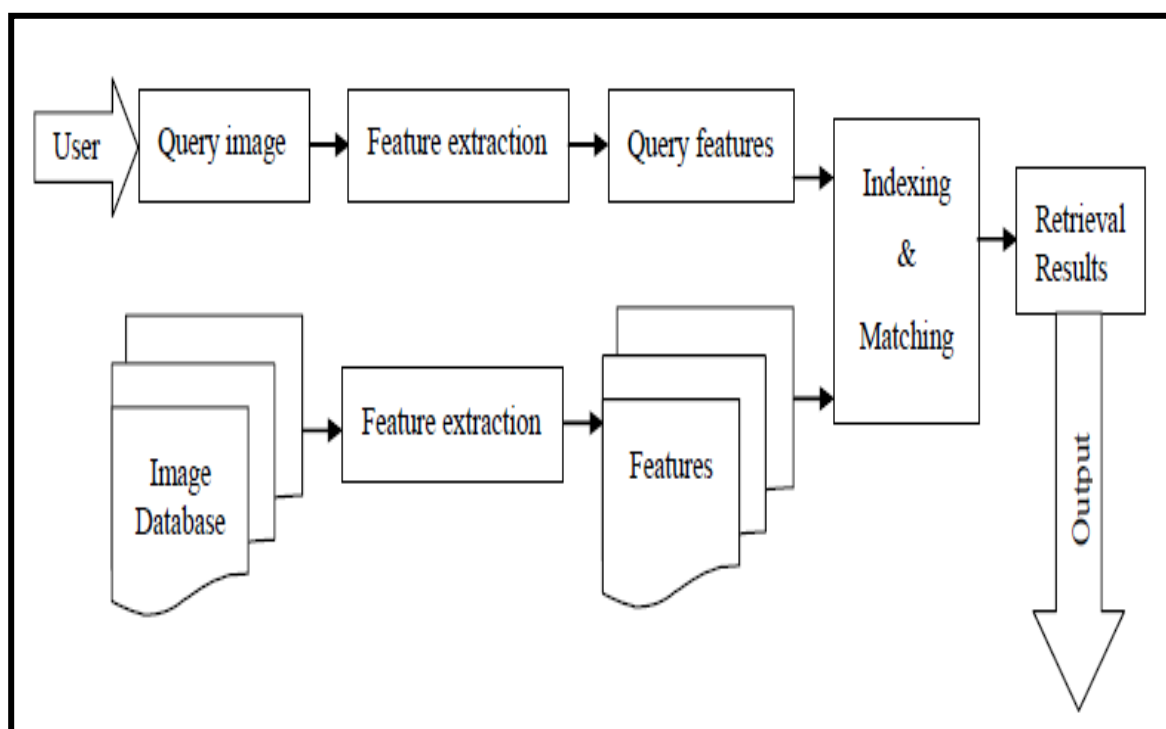 User
Query image
Feature extraction
Query features
Indexing
&
Matching
Retrieval
Results
Image
Database
Feature extraction
Features
Output